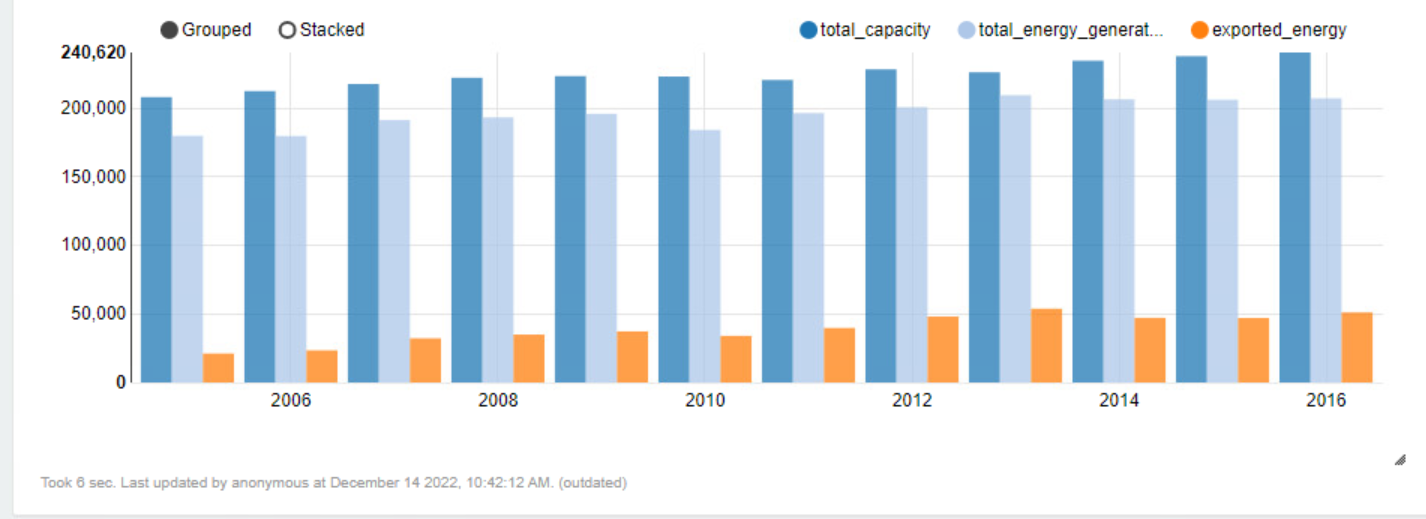 Grouped Stacked total_capacity total_energy_generat... exported_energy
240,620
200,000
150,000
100,000
50,000
0
2006 2008 2010 2012 2014 2016
Took 6 sec. Last updated by anonymous at December 14 2022, 10:42:12 AM. (outdated)